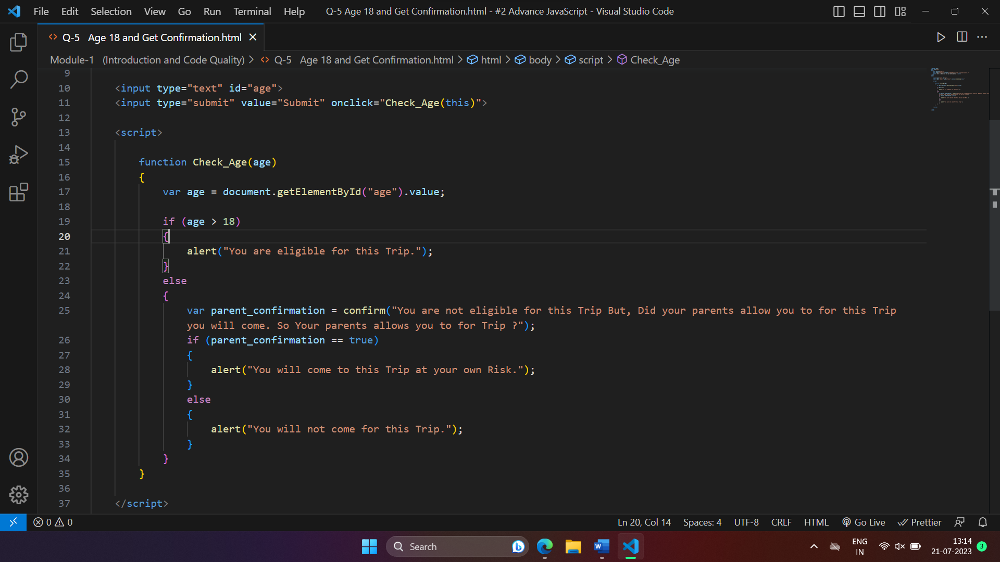 File Edit Selection View Go Run Terminal Help Q-5 Age 18 and Get Confirmation.html - #2 Advance JavaScript - Visual Studio Code
Q-5 Age 18 and Get Confirmation.html
Module-1 (Introduction and Code Quality) > Q-5 Age 18 and Get Confirmation.html > html > body > script > Check_Age
9
10 <input type="text" id="age">
11 <input type="submit" value="Submit" onclick="Check_Age(this)">
12
13 <script>
14
15 function Check_Age(age)
16 {
17 var age = document.getElementById("age").value;
18
19 if (age > 18)
20 {
21 alert("You are eligible for this Trip.");
22 }
23 else
24 {
25 var parent_confirmation = confirm("You are not eligible for this Trip But, Did your parents allow you to for this Trip
you will come. So Your parents allows you to for Trip ?");
26 if (parent_confirmation == true)
27 {
28 alert("You will come to this Trip at your own Risk.");
29 }
30 else
31 {
32 alert("You will not come for this Trip.");
33 }
34 }
35 }
36
37 </script>
0 0 Ln 20, Col 14 Spaces: 4 UTF-8 CRLF HTML Go Live Prettier
Search
W
ENG
IN
13:14
21-07-2023
3